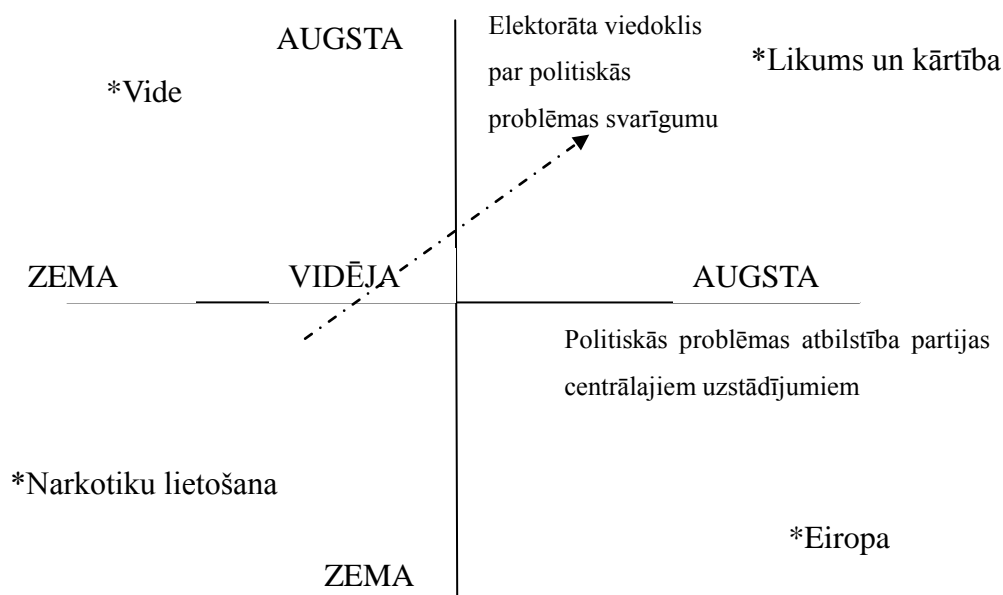 AUGSTA
Elektorāta viedoklis
par politiskās
problēmas svarīgumu
*Likums un kārtība
*Vide
ZEMA
VIDĒJA
AUGSTA
Politiskās problēmas atbilstība partijas
centrālajiem uzstādījumiem
*Narkotiku lietošana
*Eiropa
ZEMA